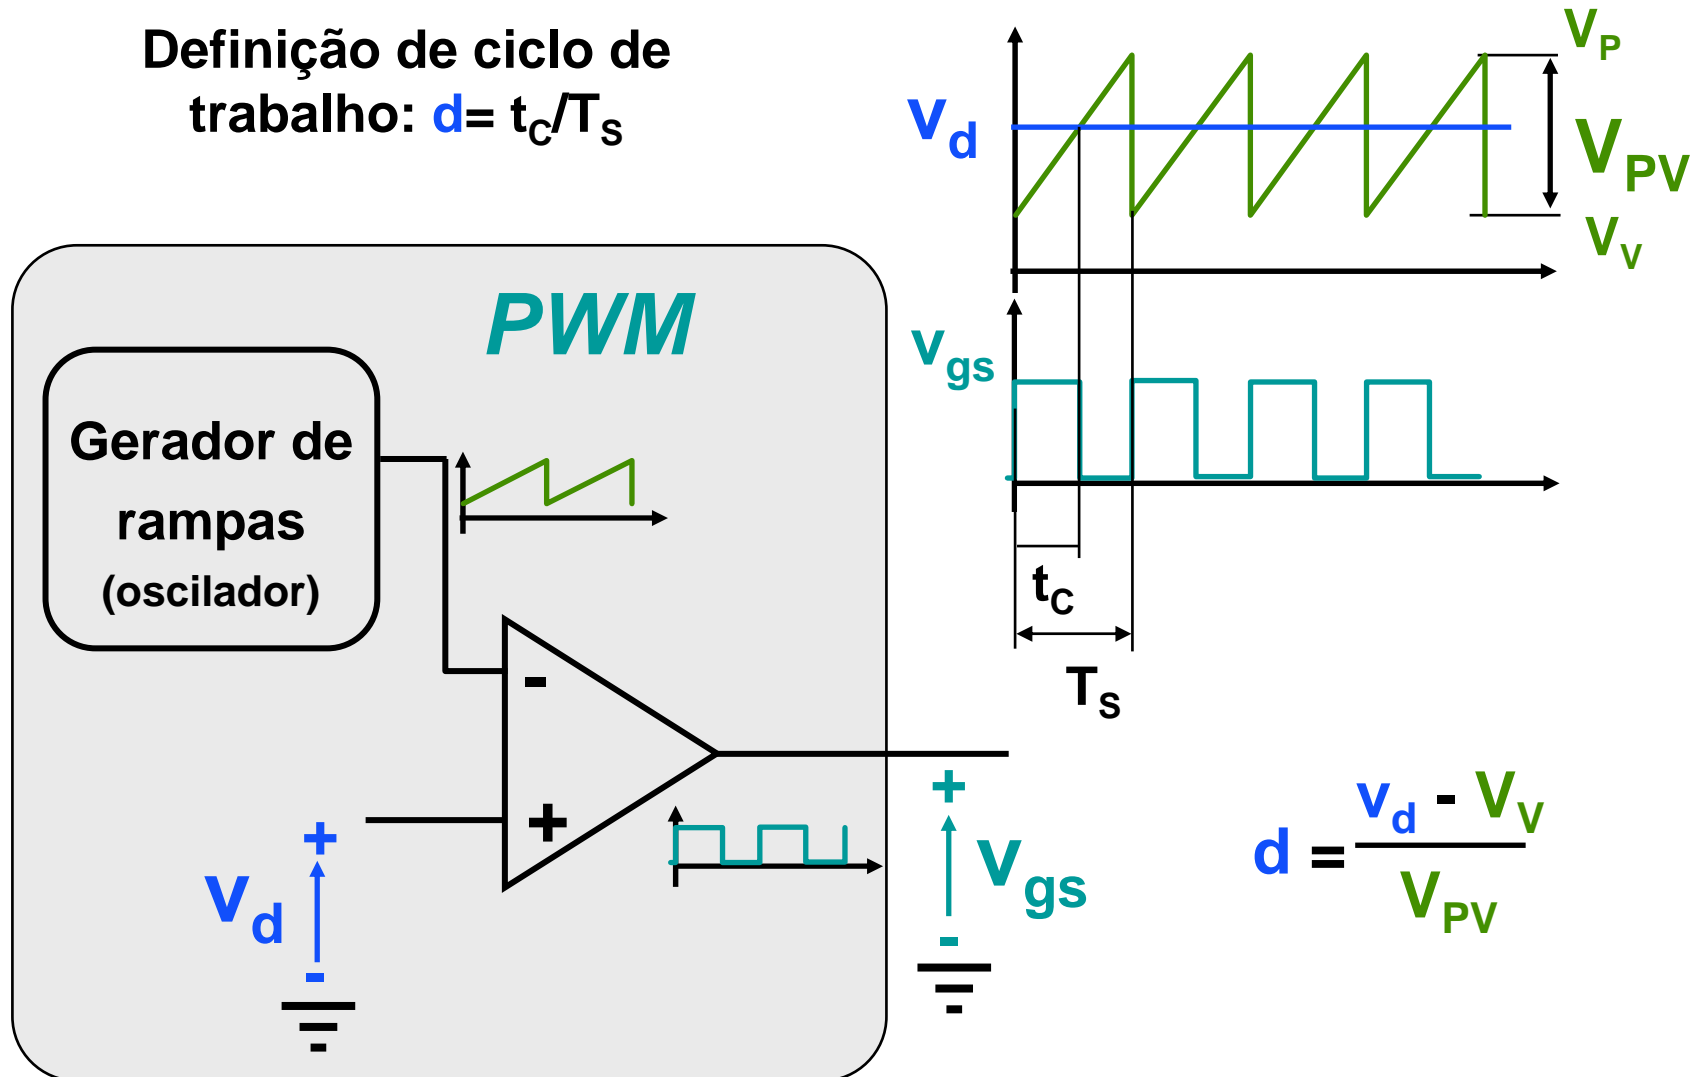 Definição de ciclo de
trabalho: d= tC/TS
VP
vd
VPV
VV
PWM
vgs
Gerador de
rampas
(oscilador)
tC
TS
-
+
+
vd
-
+
vgs
-
d = vd - VV
VPV